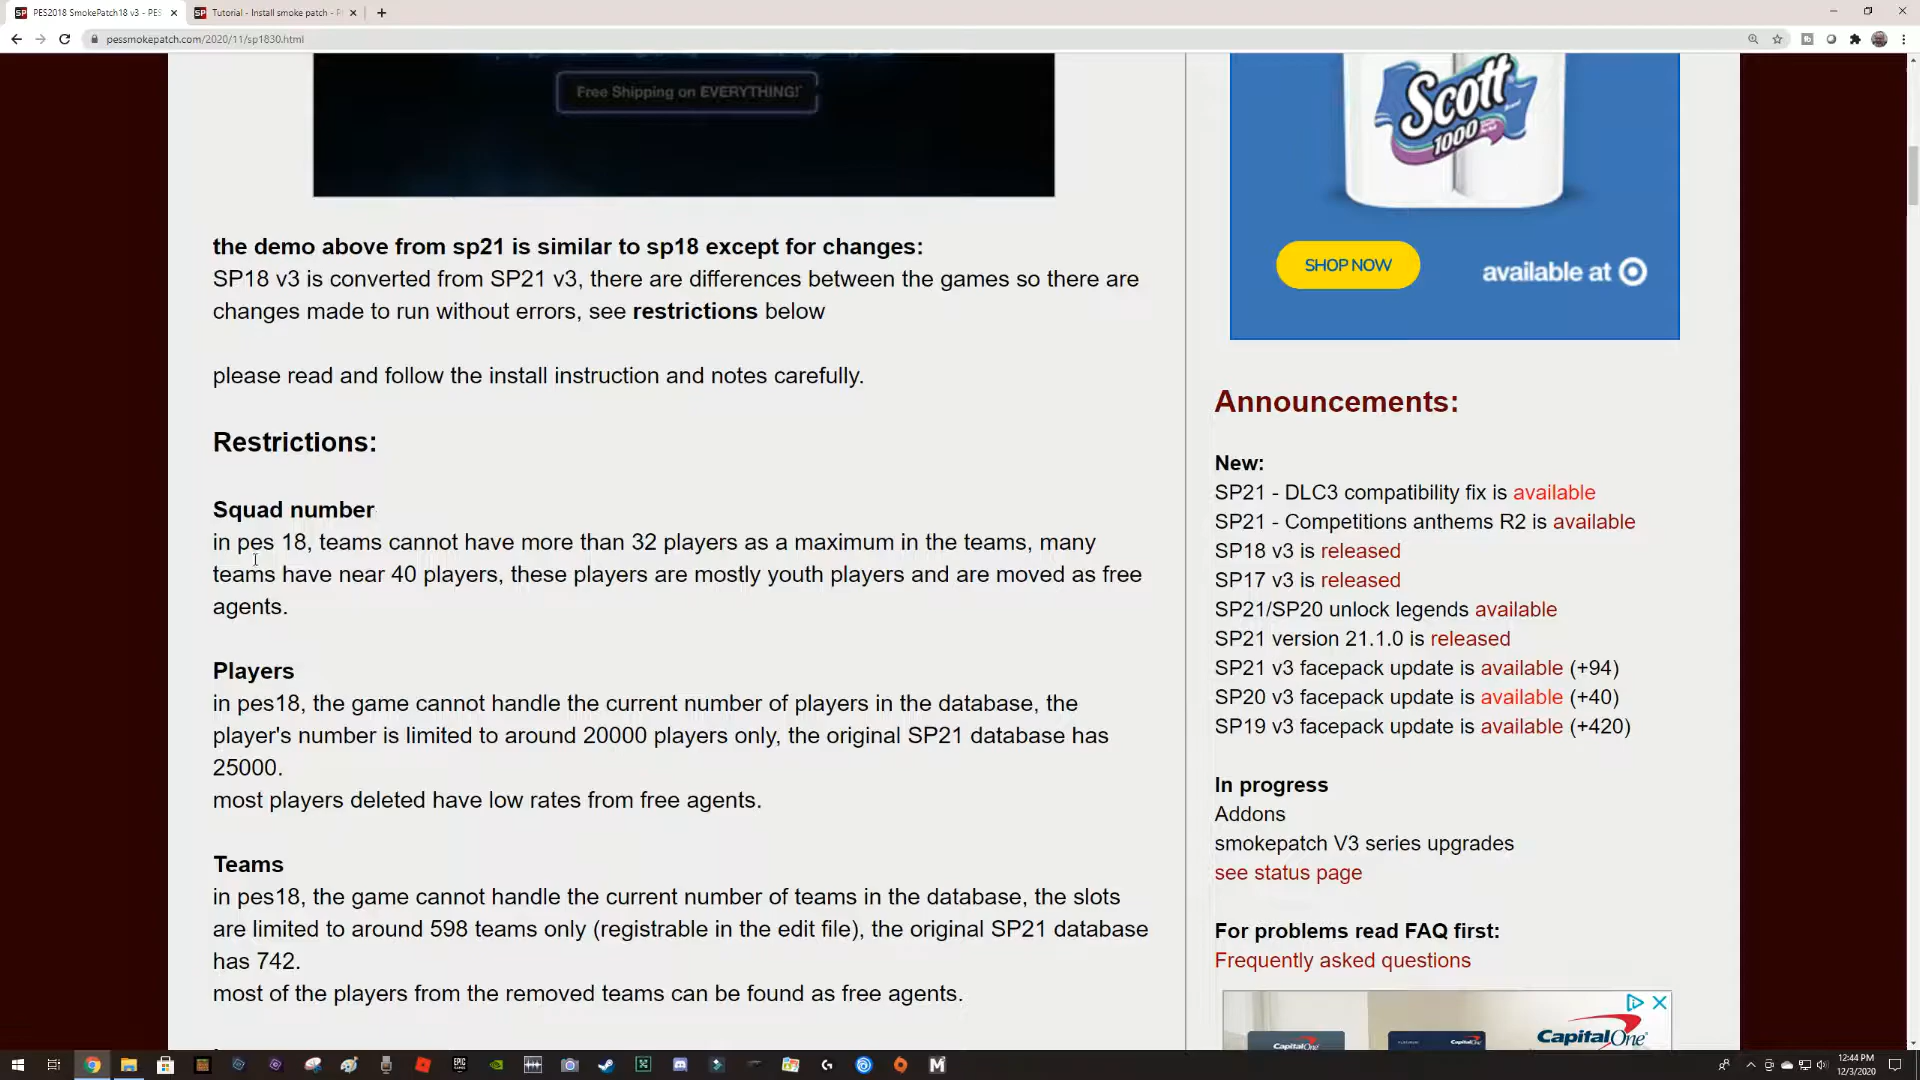 PES2018 SmokePatch18 v3 - PES
Tutorial - Install smoke patch - P
pessmokepatch.com/2020/11/sp1830.html
Free Shipping on EVERYTHING!*
the demo above from sp21 is similar to sp18 except for changes:
SP18 v3 is converted from SP21 v3, there are differences between the games so there are
changes made to run without errors, see restrictions below
please read and follow the install instruction and notes carefully.
Restrictions:
Squad number
in pes 18, teams cannot have more than 32 players as a maximum in the teams, many
teams have near 40 players, these players are mostly youth players and are moved as free
agents.
Players
in pes18, the game cannot handle the current number of players in the database, the
player's number is limited to around 20000 players only, the original SP21 database has
25000.
most players deleted have low rates from free agents.
Teams
in pes18, the game cannot handle the current number of teams in the database, the slots
are limited to around 598 teams only (registrable in the edit file), the original SP21 database
has 742.
most of the players from the removed teams can be found as free agents.
Scott
1000
SHOP NOW
available at
Announcements:
New:
SP21 - DLC3 compatibility fix is available
SP21 - Competitions anthems R2 is available
SP18 v3 is released
SP17 v3 is released
SP21/SP20 unlock legends available
SP21 version 21.1.0 is released
SP21 v3 facepack update is available (+94)
SP20 v3 facepack update is available (+40)
SP19 v3 facepack update is available (+420)
In progress
Addons
smokepatch V3 series upgrades
see status page
For problems read FAQ first:
Frequently asked questions
Capital One
CapitalOne
EPIC
12:44 PM
12/3/2020